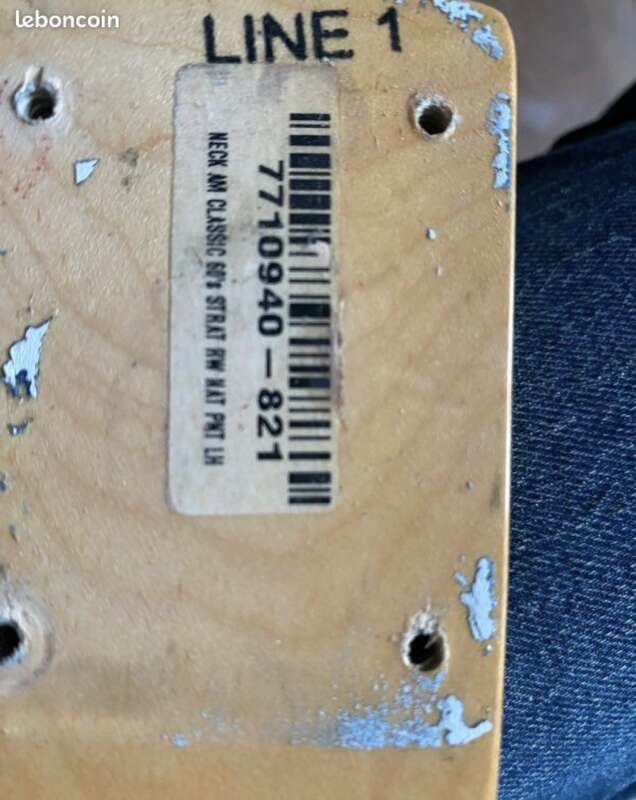 leboncoin
LINE 1
7710940-821
NECK AM CLASSIC 60's STRAT RW NAT PNT LH